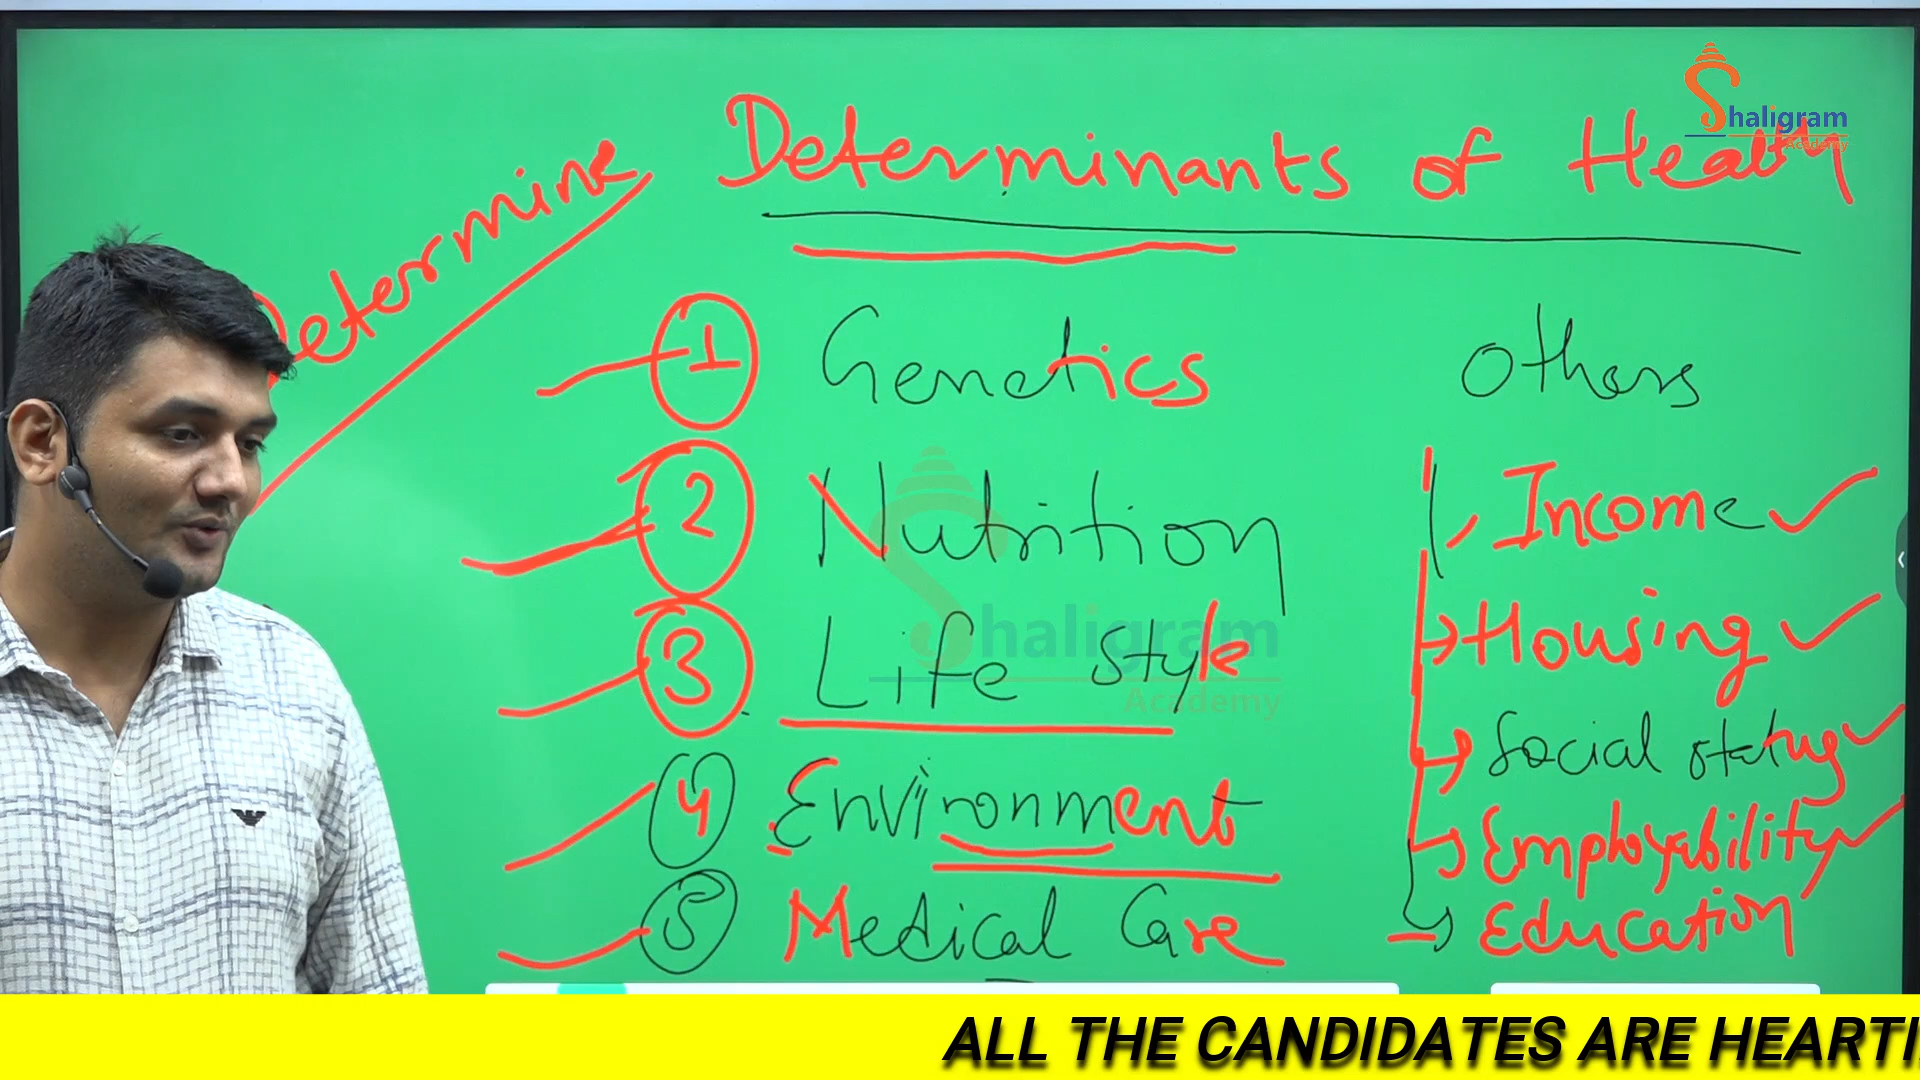 Shaligram
Academy
Determinants of Health
Determine
1 Genetics
2 Nutrition
3 Life Style
4 Environment
5 Medical Care
Others
Income
Housing
Social status
Employability
Education
Shaligram
Academy
ALL THE CANDIDATES ARE HEARTI